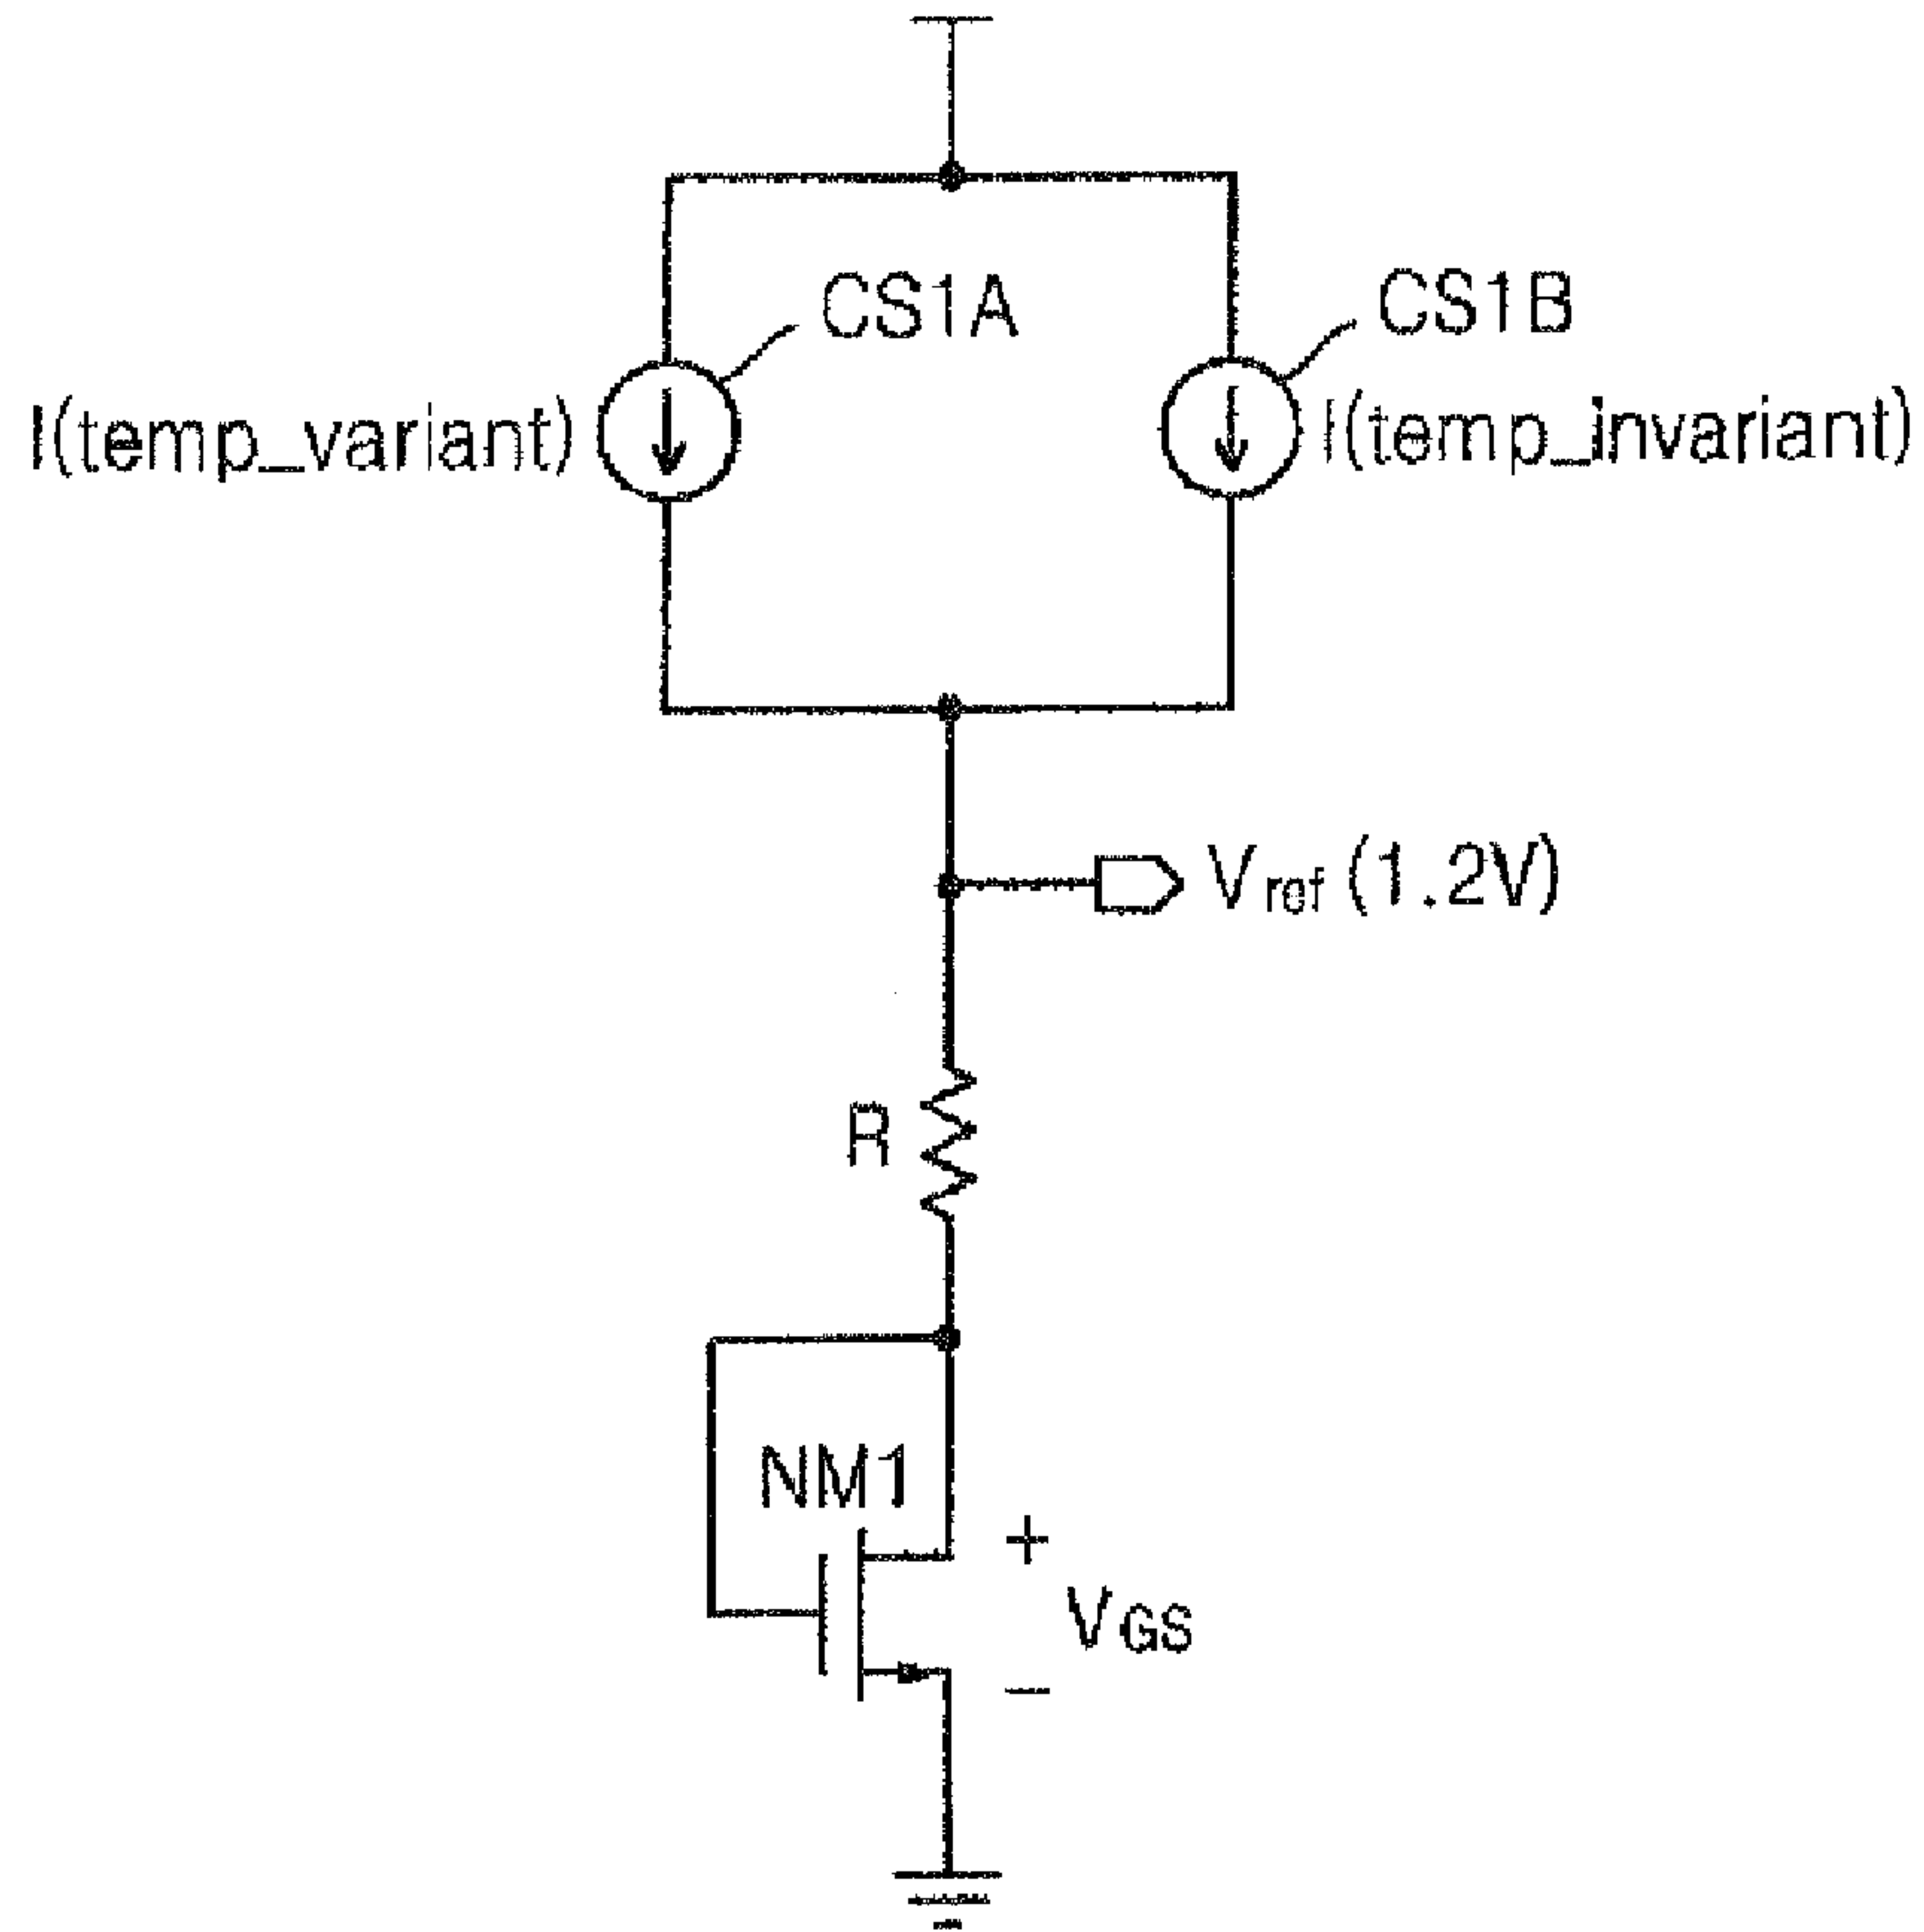 CS1A
CS1B
I(temp_variant)
I(temp_invariant)
Vref (1.2V)
R
NM1
+
VGS
−